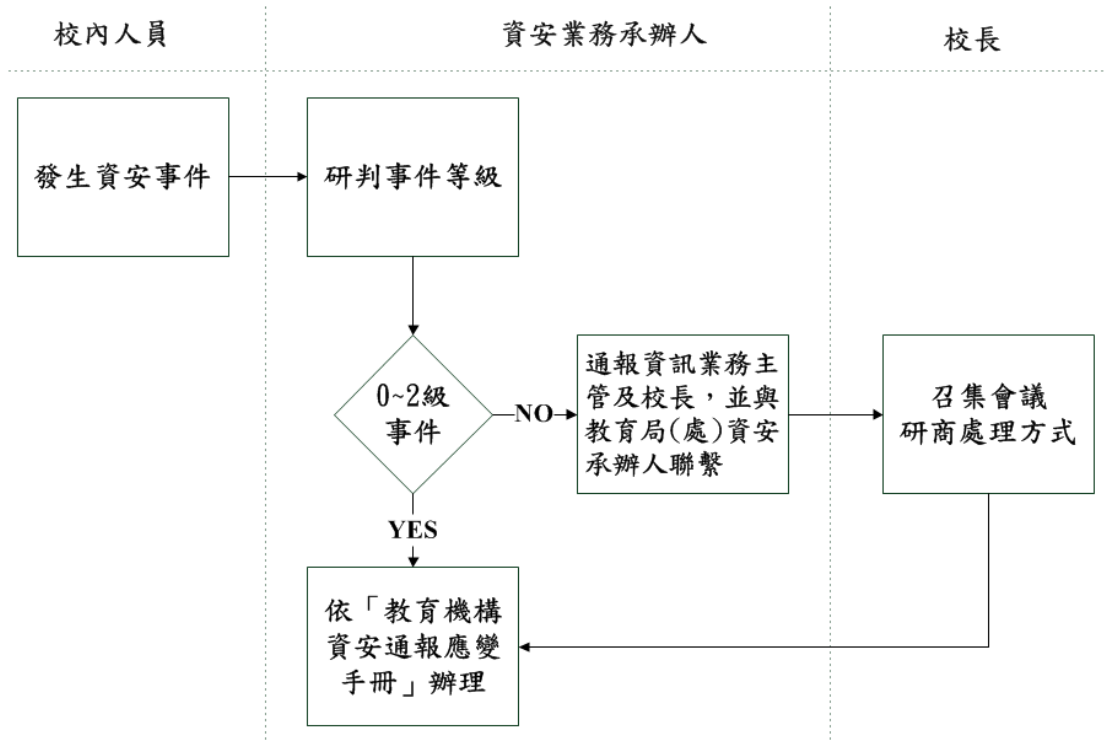 校內人員
資安業務承辦人
校長
發生資安事件
研判事件等級
0~2級
事件
NO
通報資訊業務主
管及校長，並與
教育局(處)資安
承辦人聯繫
召集會議
研商處理方式
YES
依「教育機構
資安通報應變
手冊」辦理